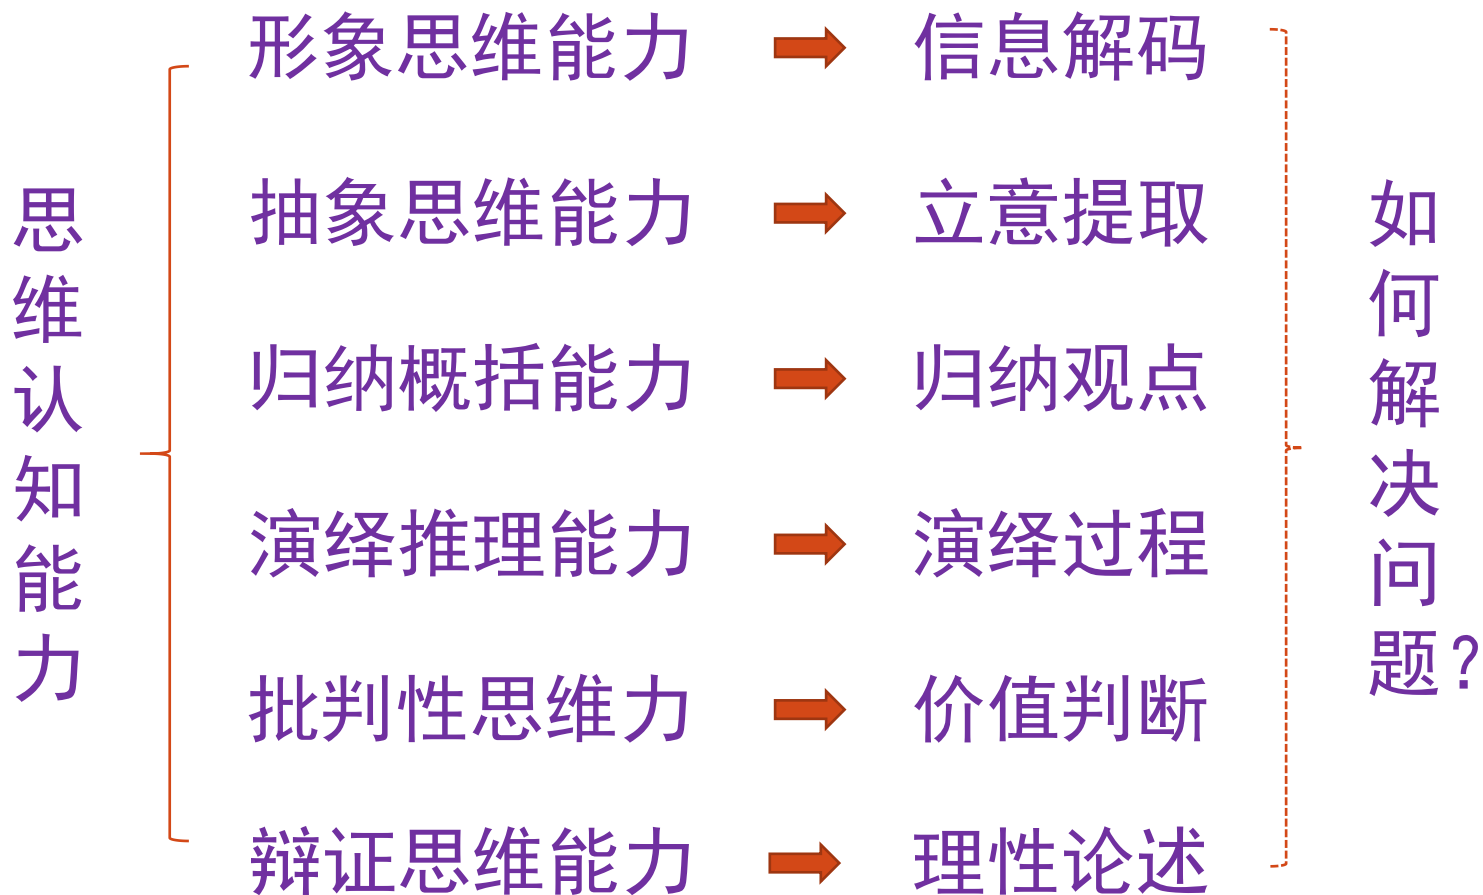 思维认知能力
形象思维能力 信息解码
抽象思维能力 立意提取
归纳概括能力 归纳观点
演绎推理能力 演绎过程
批判性思维力 价值判断
辩证思维能力 理性论述
如何解决问题？